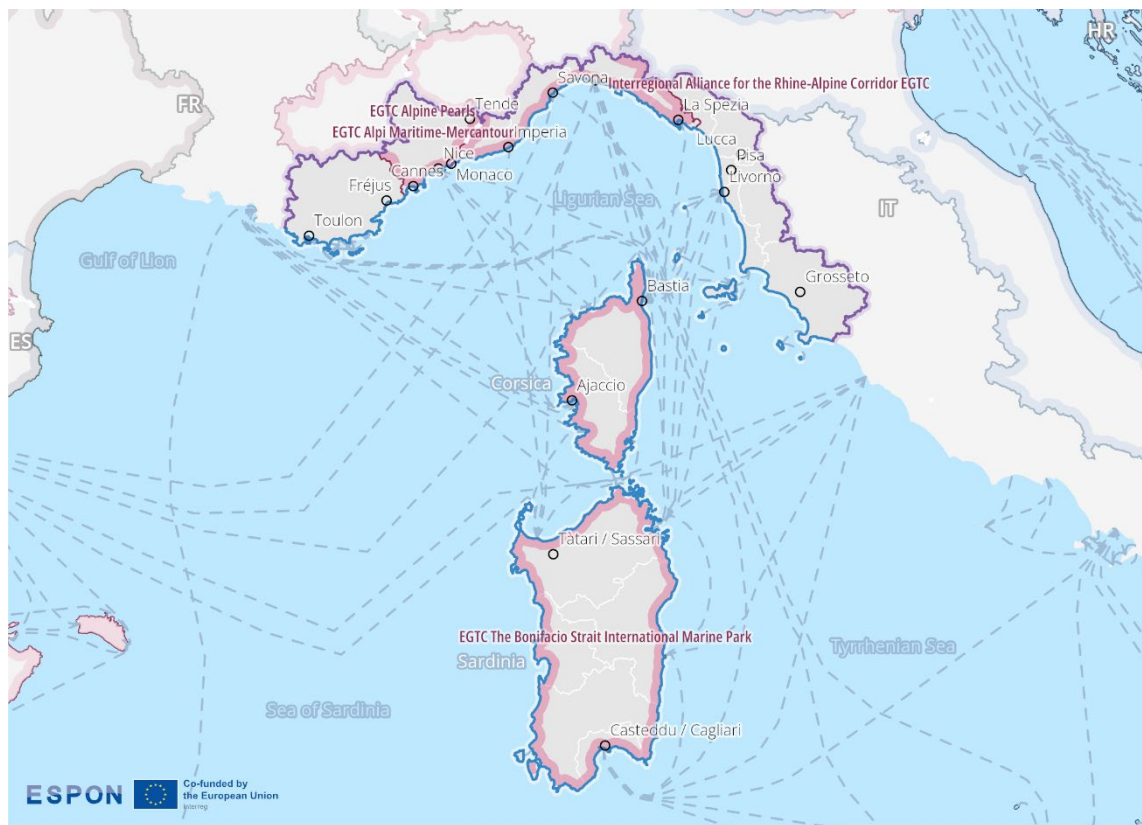 HR
Savona
Interregional Alliance for the Rhine-Alpine Corridor EGTC
FR
EGTC Alpine Pearls
Tende
La Spezia
EGTC Alpi Maritime-Mercantour
Imperia
Lucca
Nice
Pisa
Cannes
Monaco
Livorno
Fréjus
Ligurian Sea
IT
Toulon
Gulf of Lion
Grosseto
Bastia
ES
Corsica
Ajaccio
Tàtari / Sassari
EGTC The Bonifacio Strait International Marine Park
Sardinia
Tyrrhenian Sea
Sea of Sardinia
Casteddu / Cagliari
ESPON
Co-funded by
the European Union
Interreg